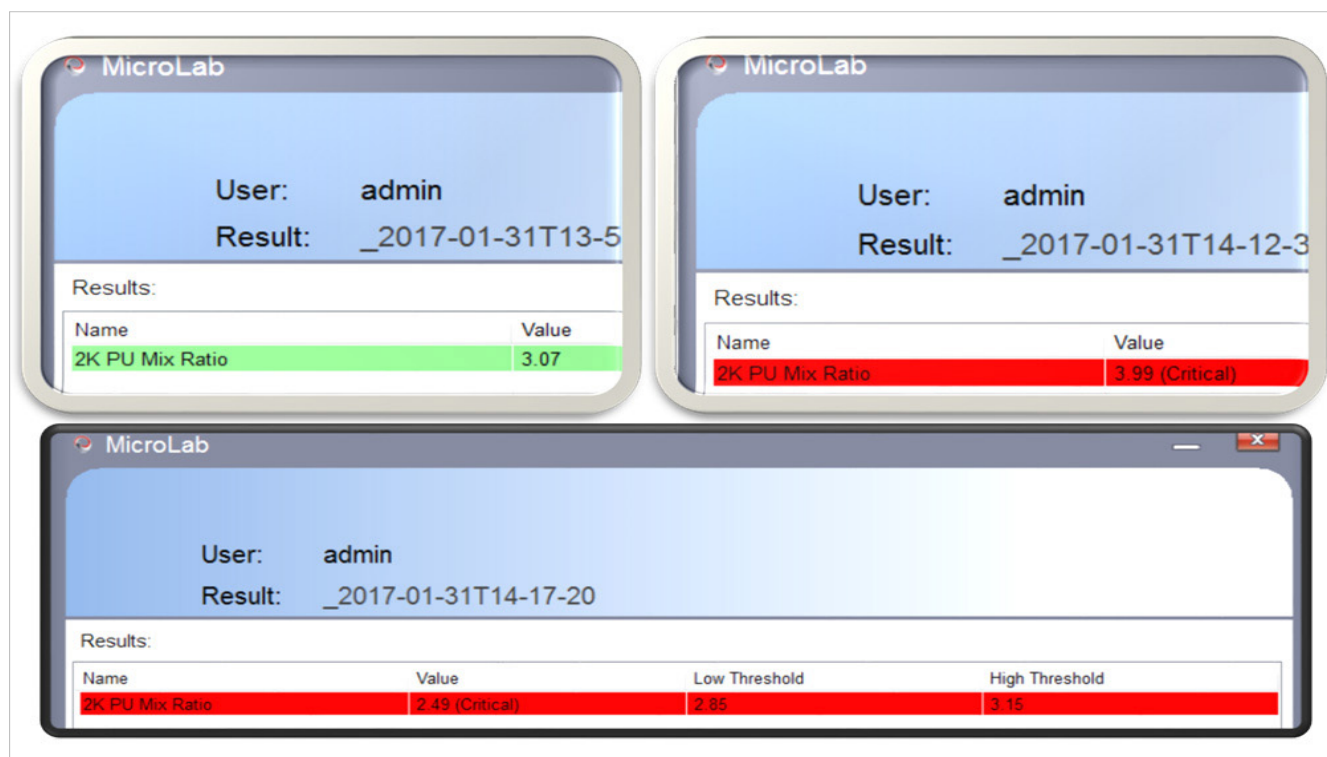 MicroLab
User: admin
Result: _2017-01-31T13-5
Results:
Name Value
2K PU Mix Ratio 3.07
MicroLab
User: admin
Result: _2017-01-31T14-12-3
Results:
Name Value
2K PU Mix Ratio 3.99 (Critical)
MicroLab
User: admin
Result: _2017-01-31T14-17-20
Results:
Name Value Low Threshold High Threshold
2K PU Mix Ratio 2.49 (Critical) 2.85 3.15